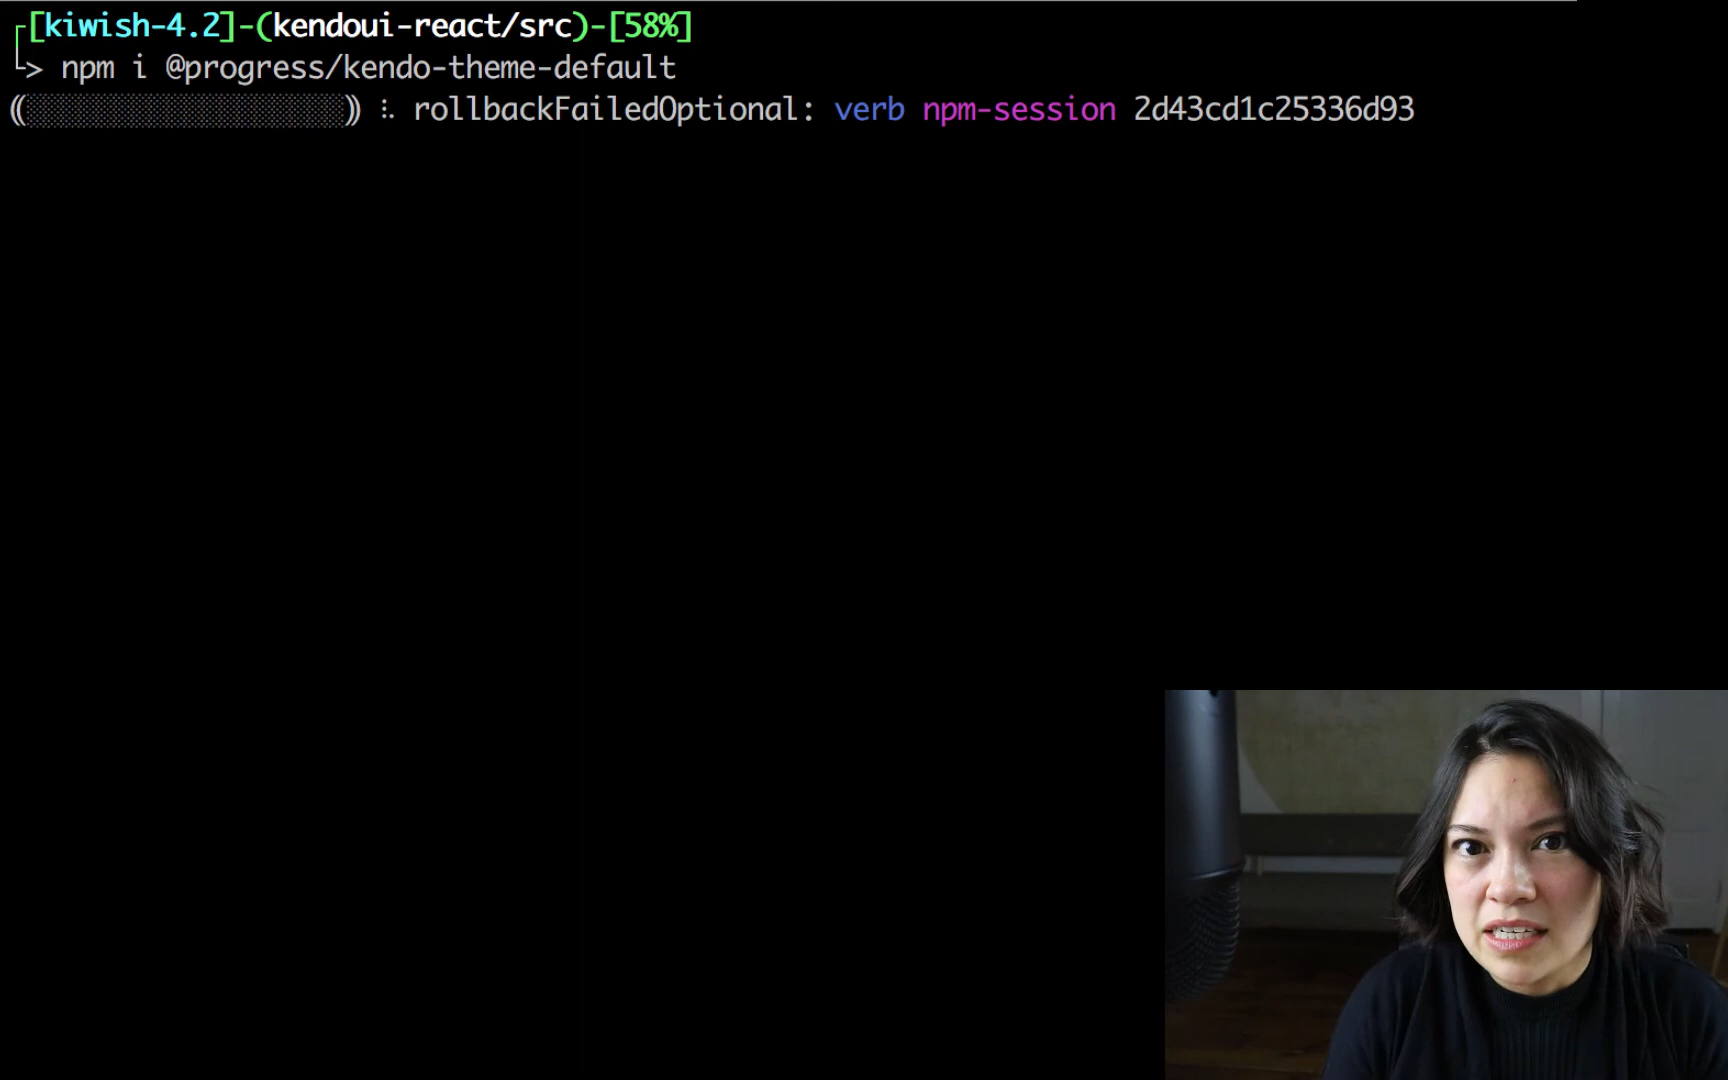 [kiwish-4.2]-(kendoui-react/src)-[58%]
└> npm i @progress/kendo-theme-default
(░░░░░░░░░░░░░░░░░░) ⠧ rollbackFailedOptional: verb npm-session 2d43cd1c25336d93